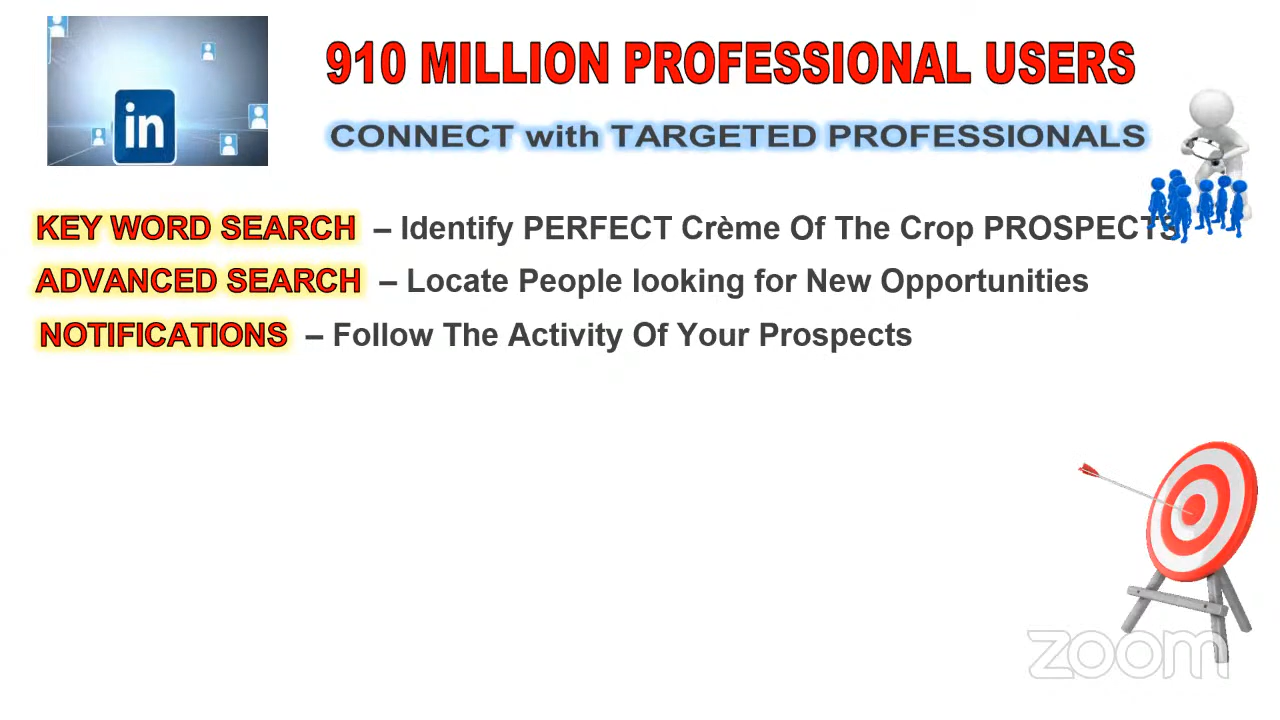 in
910 MILLION PROFESSIONAL USERS
CONNECT with TARGETED PROFESSIONALS
KEY WORD SEARCH – Identify PERFECT Crème Of The Crop PROSPECTS
ADVANCED SEARCH – Locate People looking for New Opportunities
NOTIFICATIONS – Follow The Activity Of Your Prospects
zoom